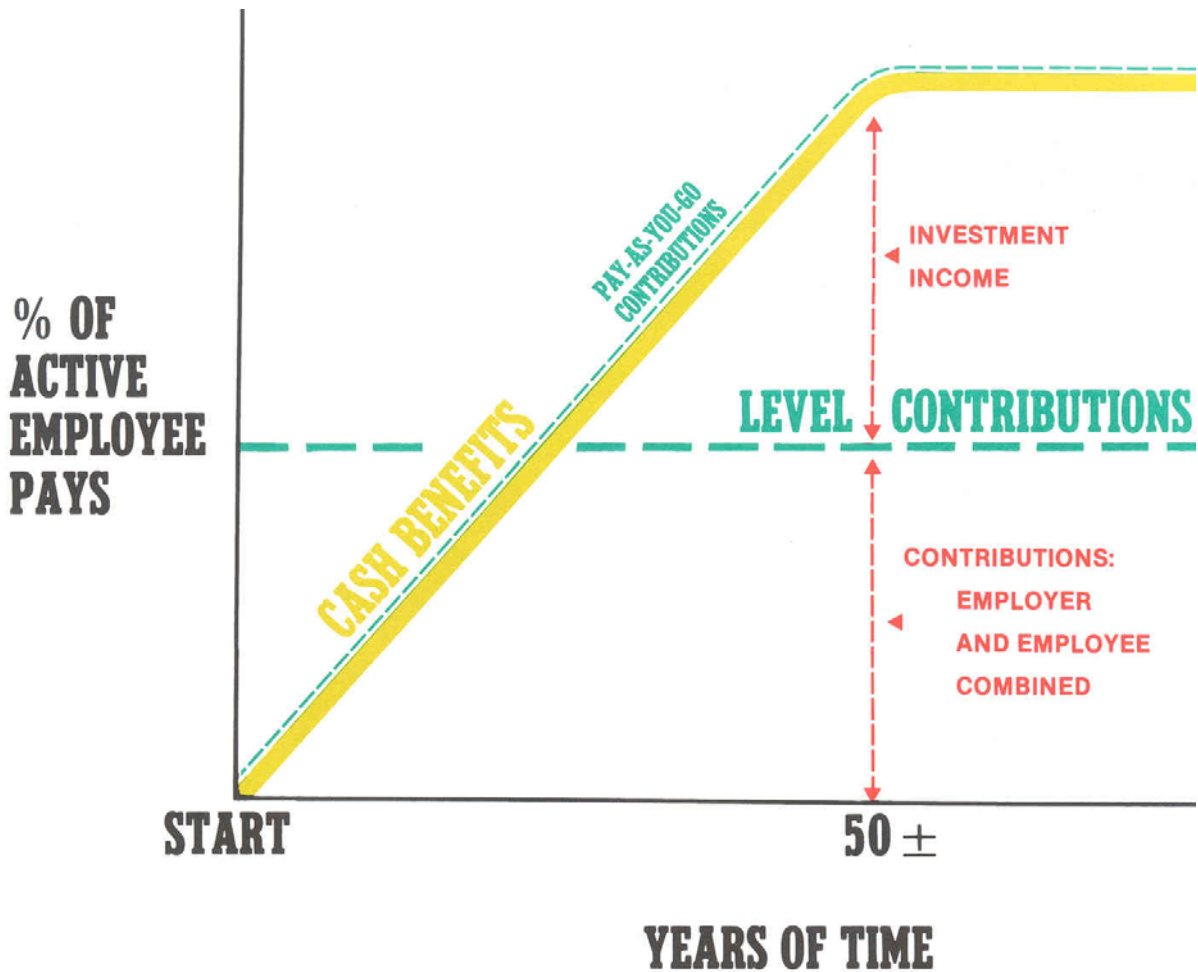 PAY-AS-YOU-GO
CONTRIBUTIONS
INVESTMENT
INCOME
% OF
ACTIVE
EMPLOYEE
PAYS
LEVEL CONTRIBUTIONS
CASH BENEFITS
CONTRIBUTIONS:
EMPLOYER
AND EMPLOYEE
COMBINED
START
50 ±
YEARS OF TIME